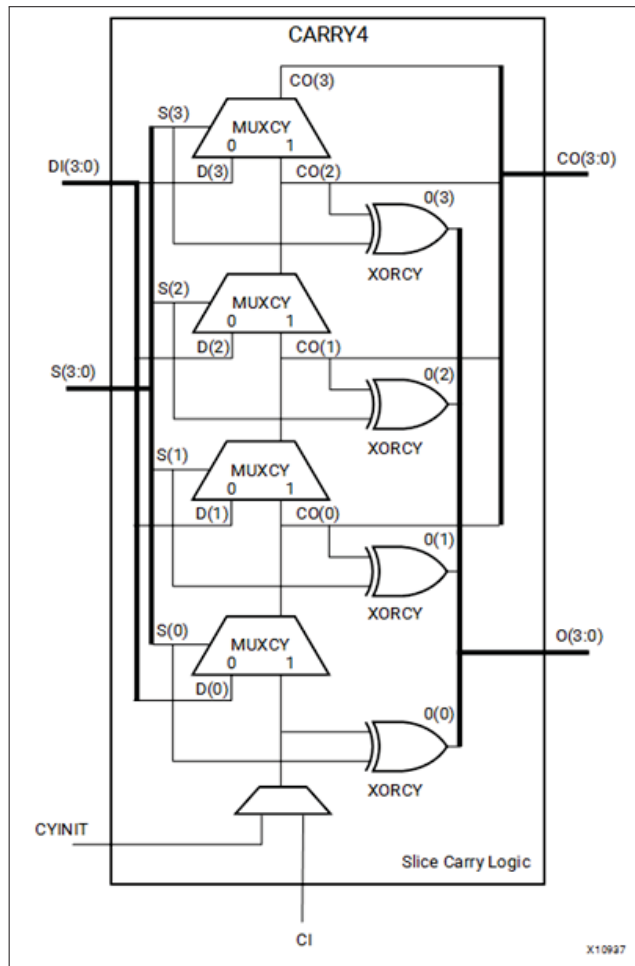 CARRY4
CO(3)
S(3)
MUXCY
0 1
DI(3:0)
D(3)
CO(2)
CO(3:0)
0(3)
XORCY
S(2)
MUXCY
0 1
D(2)
CO(1)
S(3:0)
0(2)
XORCY
S(1)
MUXCY
0 1
D(1)
CO(0)
0(1)
XORCY
S(0)
MUXCY
0 1
O(3:0)
D(0)
0(0)
XORCY
CYINIT
Slice Carry Logic
CI
X10937